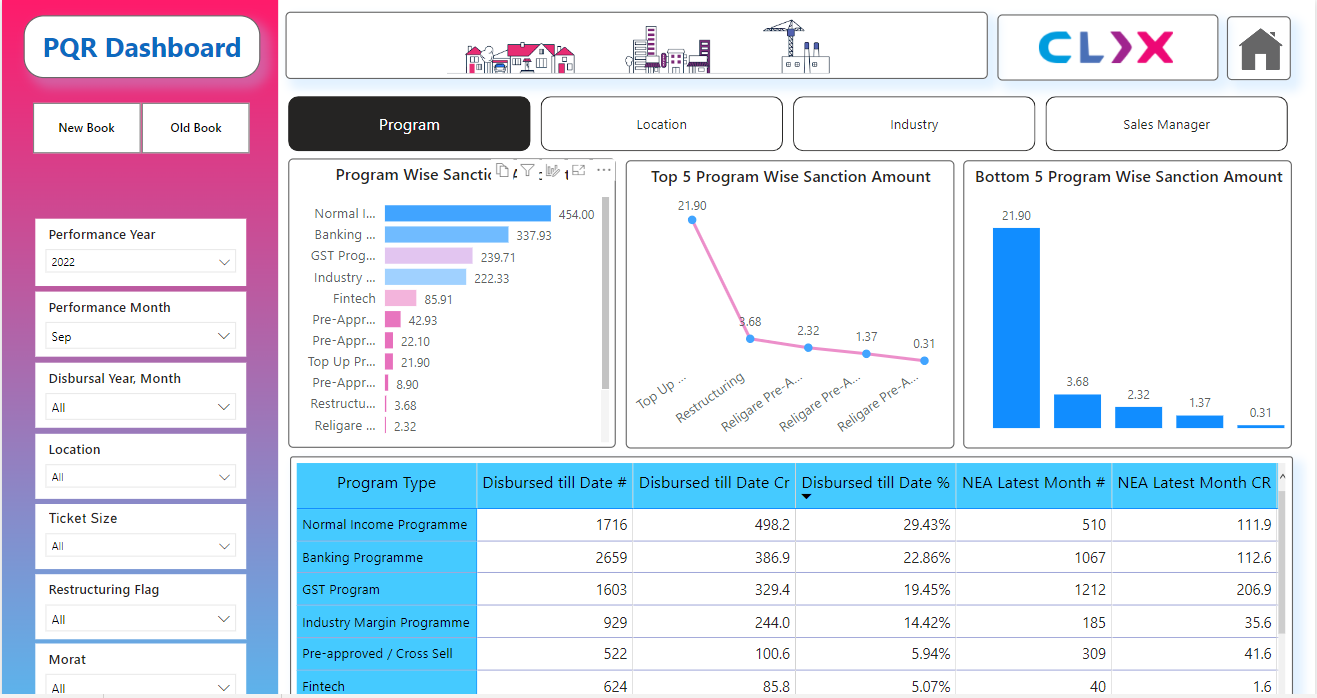 PQR Dashboard
New Book
Old Book
Performance Year
2022
Performance Month
Sep
Disbursal Year, Month
All
Location
All
Ticket Size
All
Restructuring Flag
All
Morat
All
CLIX
Program
Location
Industry
Sales Manager
Program Wise Sanctic
Normal I... 454.00
Banking ... 337.93
GST Prog... 239.71
Industry ... 222.33
Fintech 85.91
Pre-Appr... 42.93
Pre-Appr... 22.10
Top Up Pr... 21.90
Pre-Appr... 8.90
Restructu... 3.68
Religare ... 2.32
Top 5 Program Wise Sanction Amount
21.90
3.68
2.32
1.37
0.31
Top Up ...
Restructuring
Religare Pre-A...
Religare Pre-A...
Religare Pre-A...
Bottom 5 Program Wise Sanction Amount
21.90
3.68
2.32
1.37
0.31
Program Type Disbursed till Date # Disbursed till Date Cr Disbursed till Date % NEA Latest Month # NEA Latest Month CR
Normal Income Programme 1716 498.2 29.43% 510 111.9
Banking Programme 2659 386.9 22.86% 1067 112.6
GST Program 1603 329.4 19.45% 1212 206.9
Industry Margin Programme 929 244.0 14.42% 185 35.6
Pre-approved / Cross Sell 522 100.6 5.94% 309 41.6
Fintech 624 85.8 5.07% 40 1.6